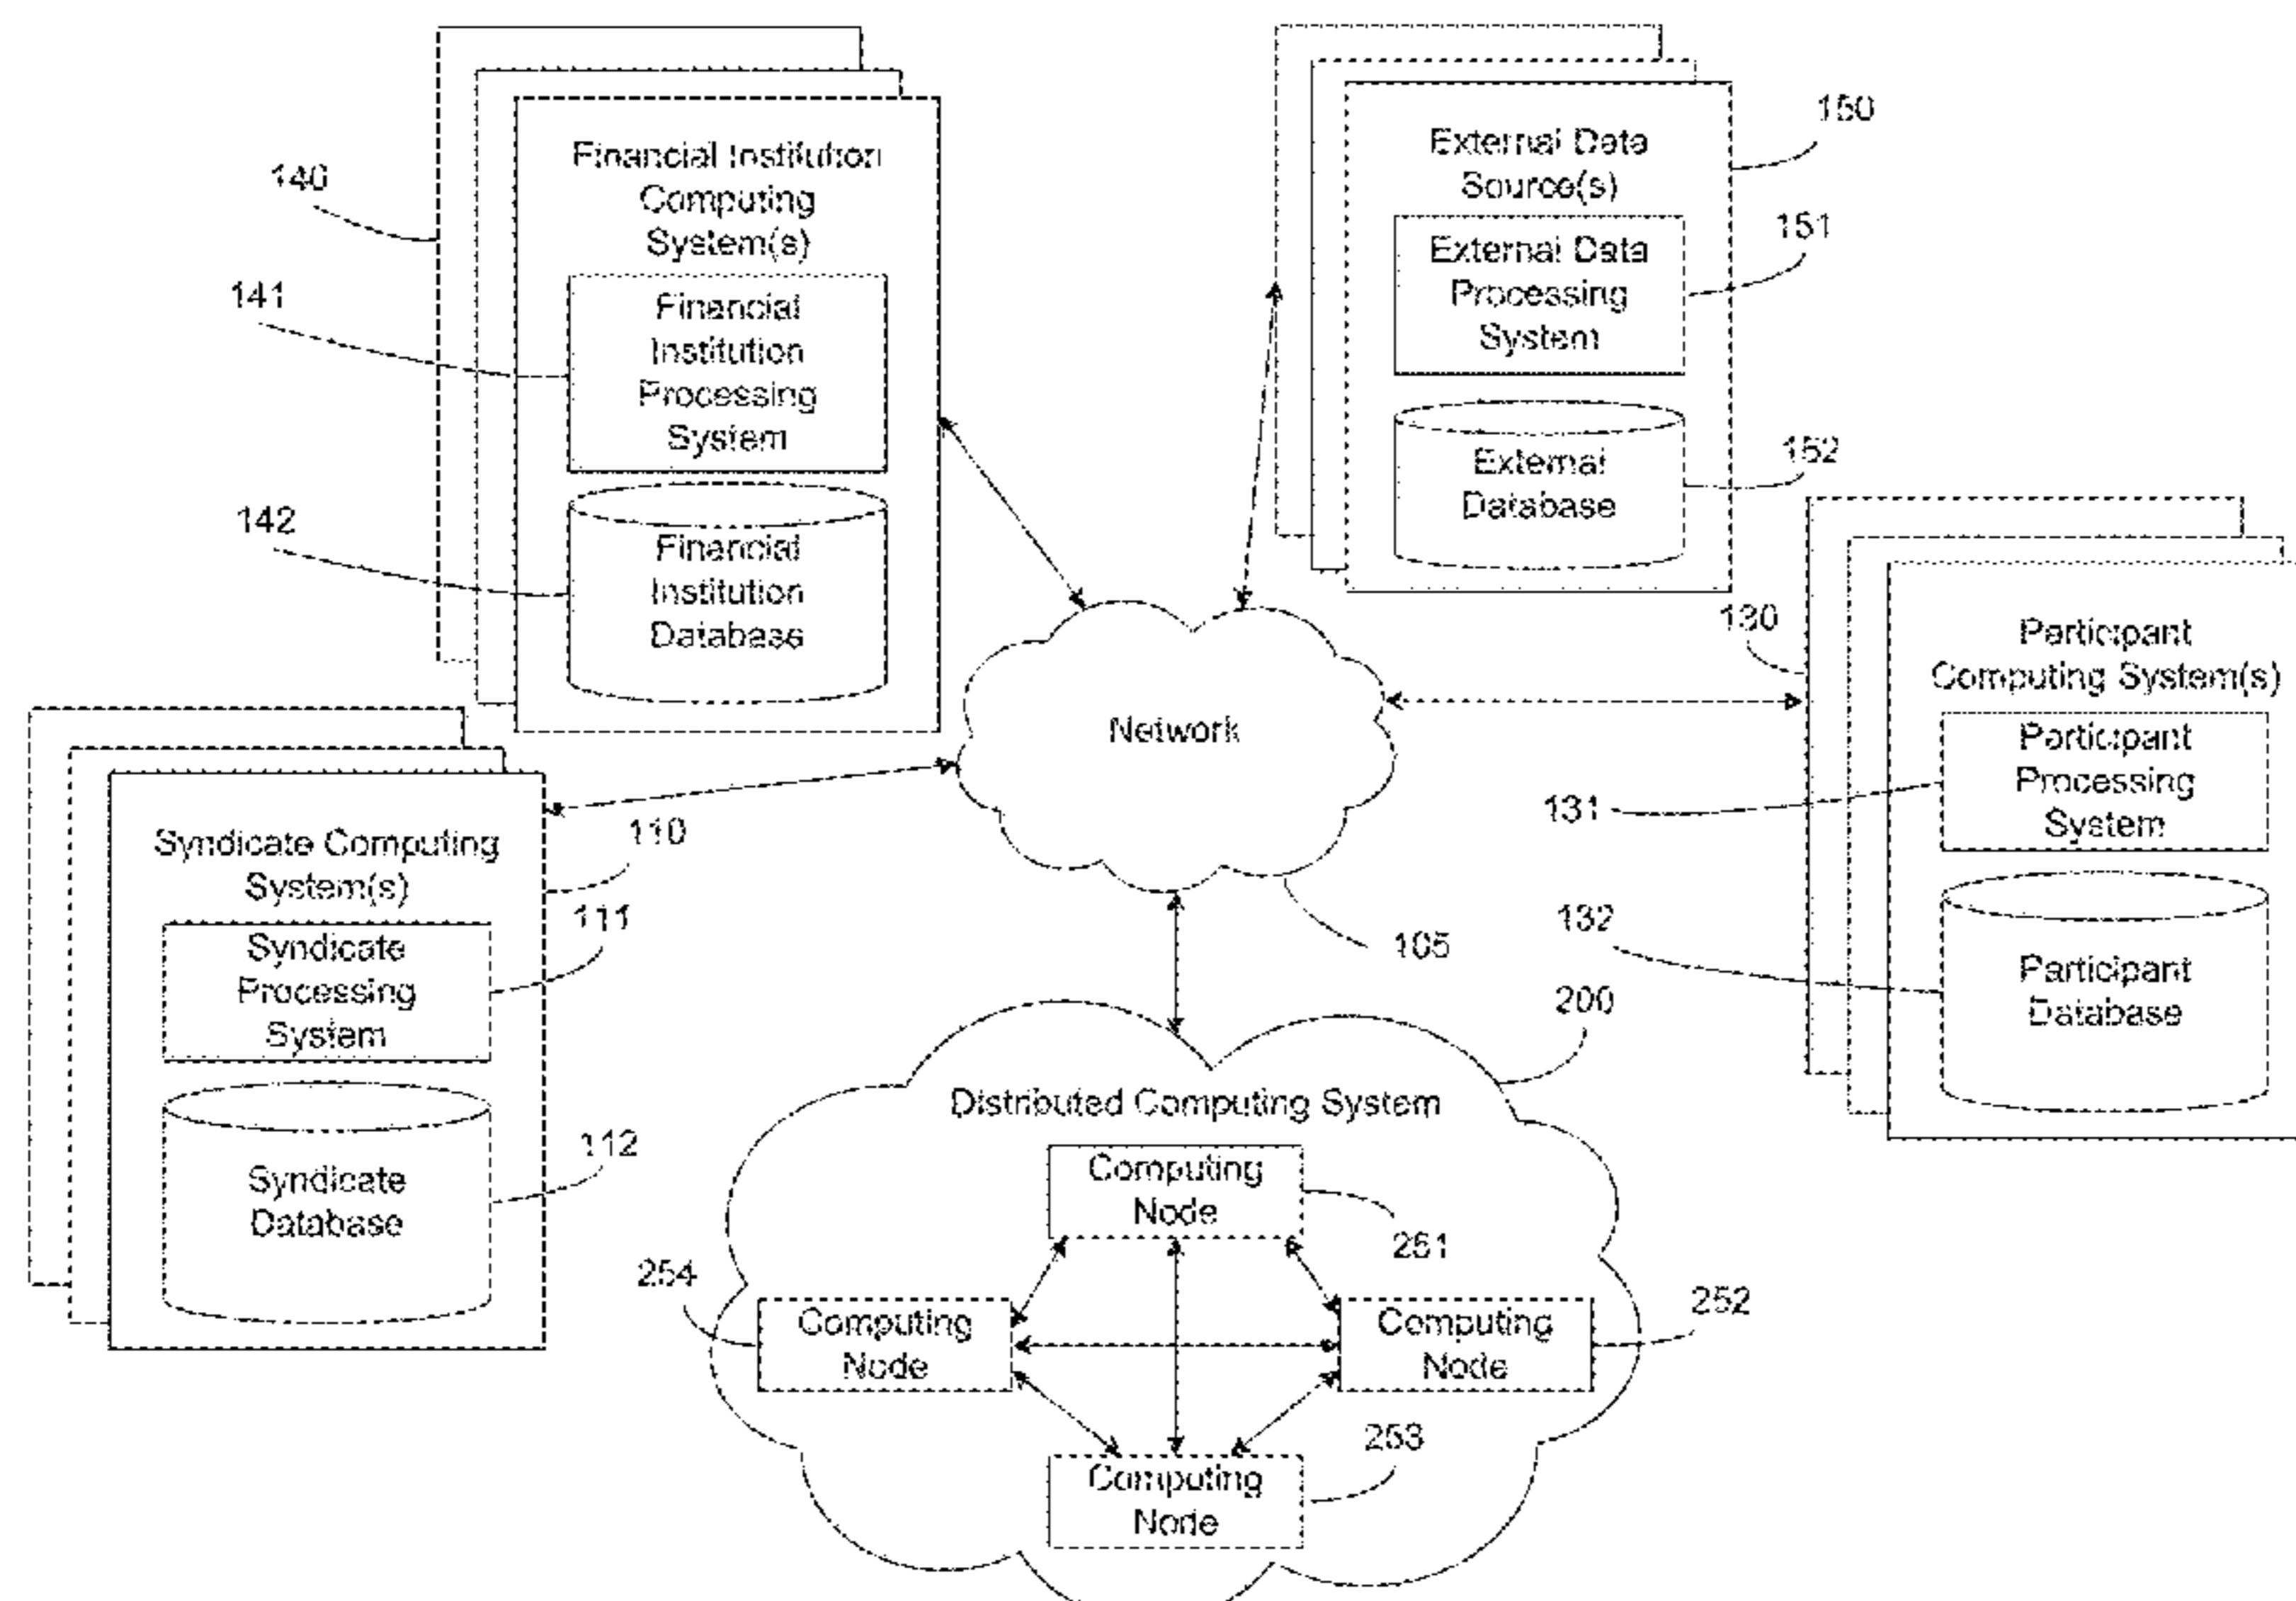 140
Financial Institution
Computing
System(s)
141
Financial
Institution
Processing
System
142
Financial
Institution
Database
External Data
Source(s)
150
External Data
Processing
System
151
External
Database
152
130
Participant
Computing System(s)
Participant
Processing
System
131
Participant
Database
132
Network
105
Syndicate Computing
System(s)
110
Syndicate
Processing
System
111
Syndicate
Database
112
200
Distributed Computing System
Computing
Node
251
254
Computing
Node
Computing
Node
252
253
Computing
Node